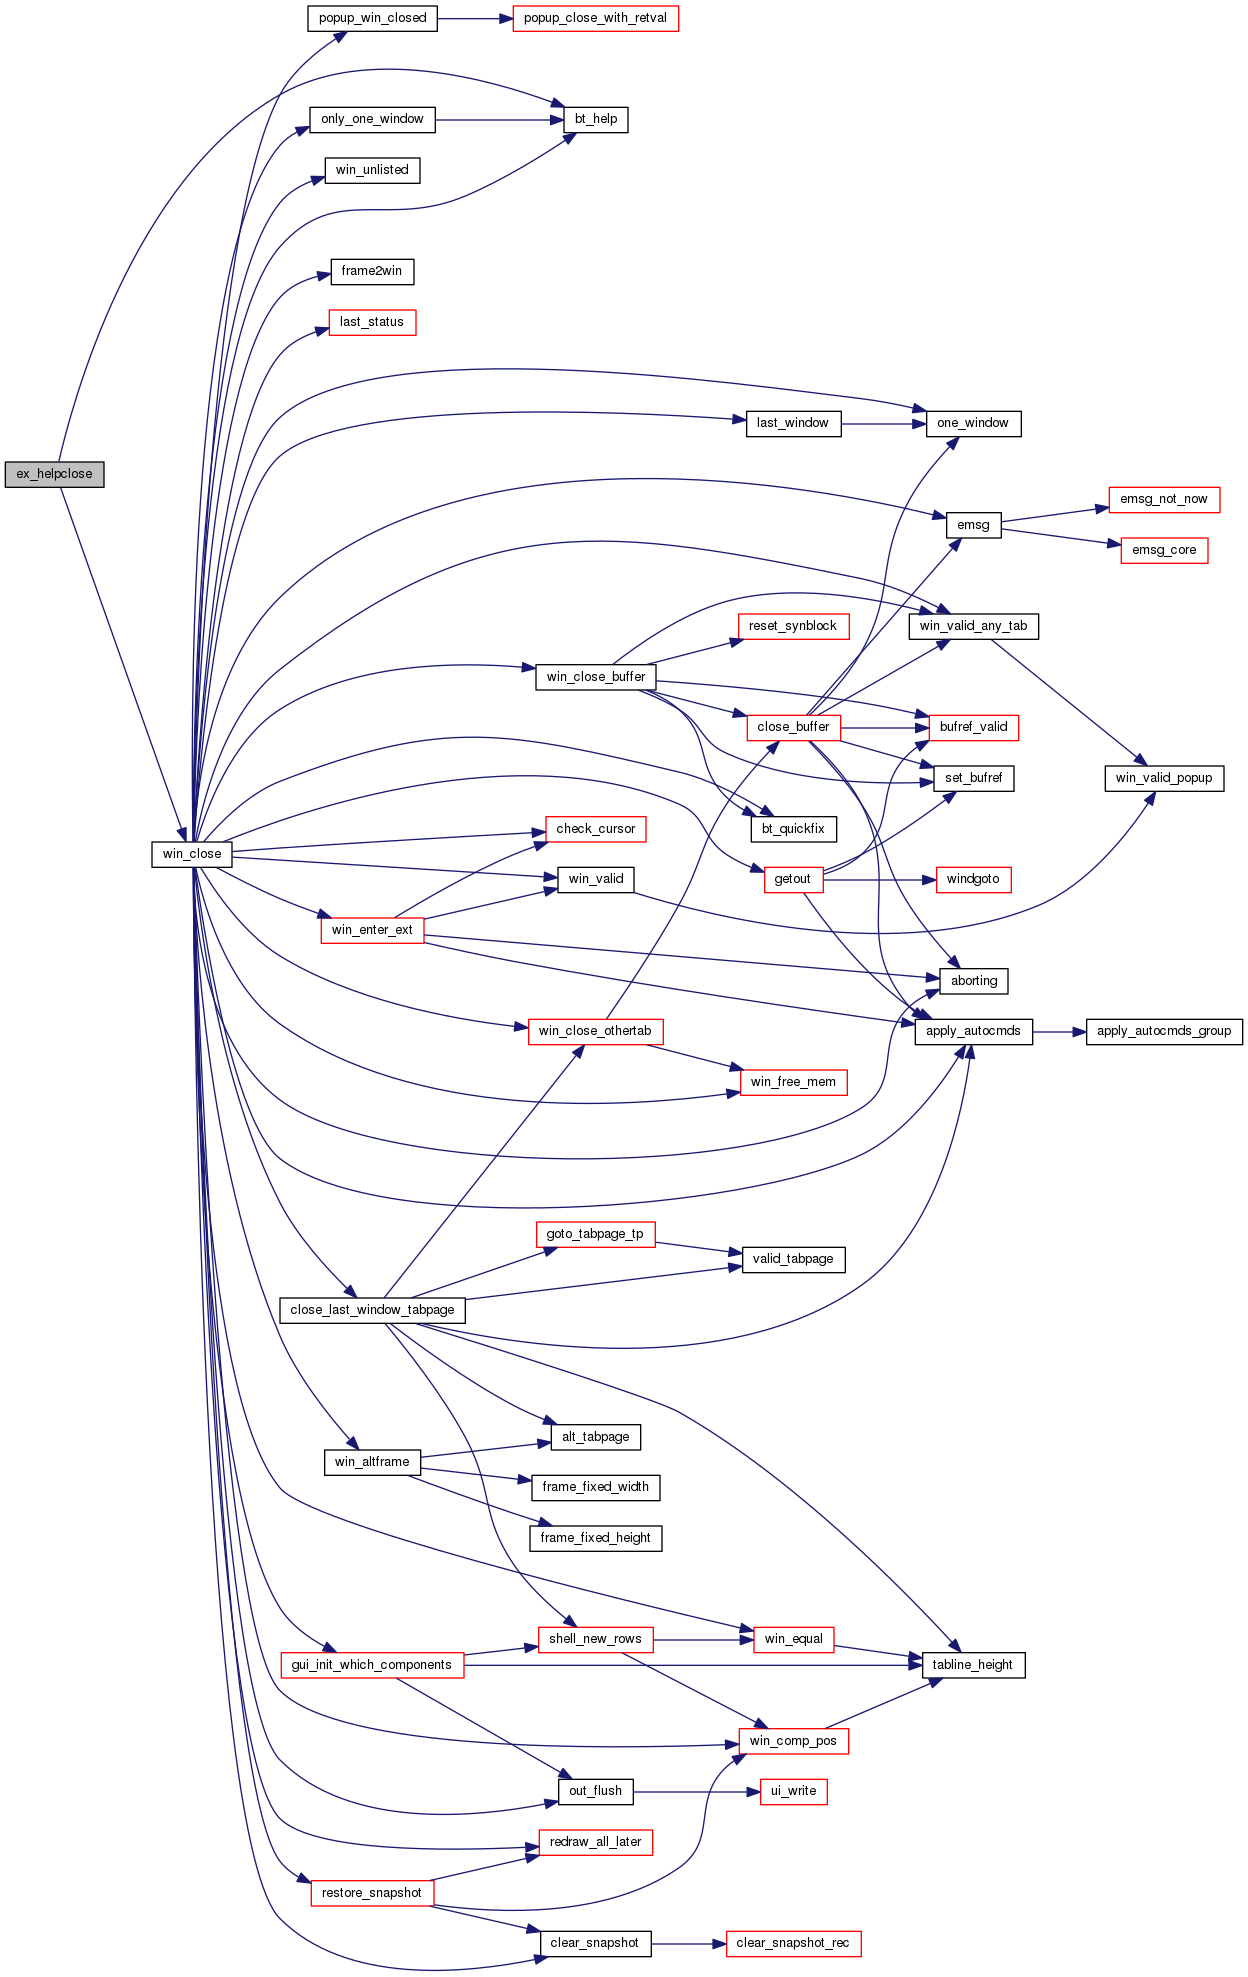 popup_win_closed
popup_close_with_retval
only_one_window
bt_help
win_unlisted
frame2win
last_status
last_window
one_window
ex_helpclose
emsg
emsg_not_now
emsg_core
reset_synblock
win_valid_any_tab
win_close_buffer
close_buffer
bufref_valid
set_bufref
win_valid_popup
check_cursor
bt_quickfix
win_close
win_valid
getout
windgoto
win_enter_ext
aborting
win_close_othertab
apply_autocmds
apply_autocmds_group
win_free_mem
goto_tabpage_tp
valid_tabpage
close_last_window_tabpage
alt_tabpage
win_altframe
frame_fixed_width
frame_fixed_height
shell_new_rows
win_equal
gui_init_which_components
tabline_height
win_comp_pos
out_flush
ui_write
redraw_all_later
restore_snapshot
clear_snapshot
clear_snapshot_rec